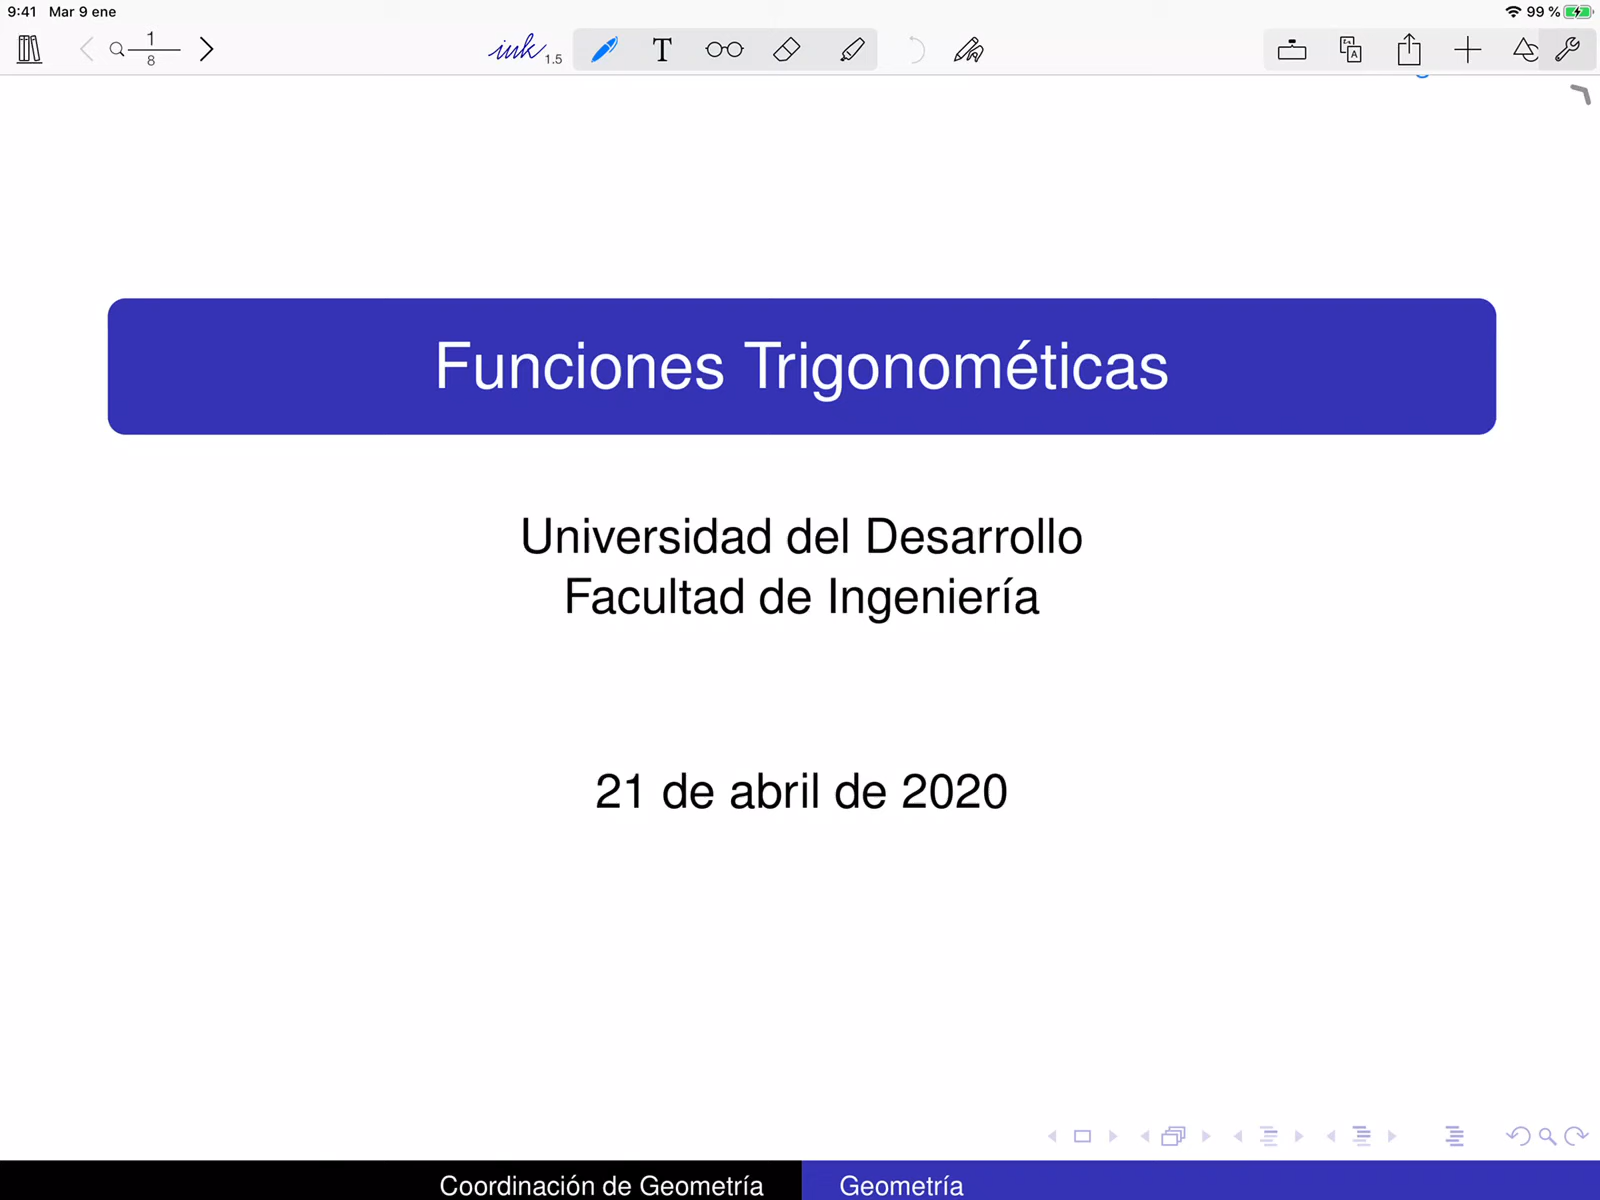 9:41 Mar 9 ene
99 %
1
8
ink 1.5
T
Funciones Trigonométicas
Universidad del Desarrollo
Facultad de Ingeniería
21 de abril de 2020
Coordinación de Geometría
Geometría